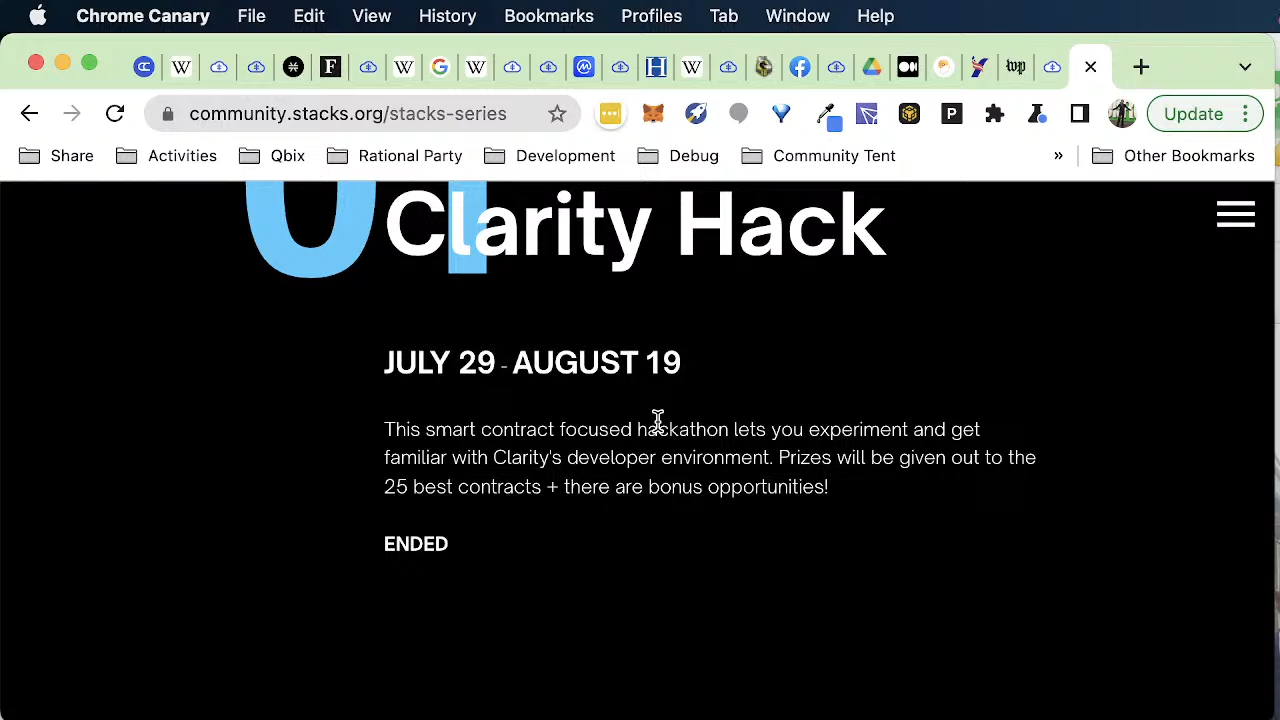 Chrome Canary File Edit View History Bookmarks Profiles Tab Window Help
community.stacks.org/stacks-series
Update
Share Activities Qbix Rational Party Development Debug Community Tent » Other Bookmarks
01
Clarity Hack
JULY 29 - AUGUST 19
This smart contract focused hackathon lets you experiment and get
familiar with Clarity's developer environment. Prizes will be given out to the
25 best contracts + there are bonus opportunities!
ENDED